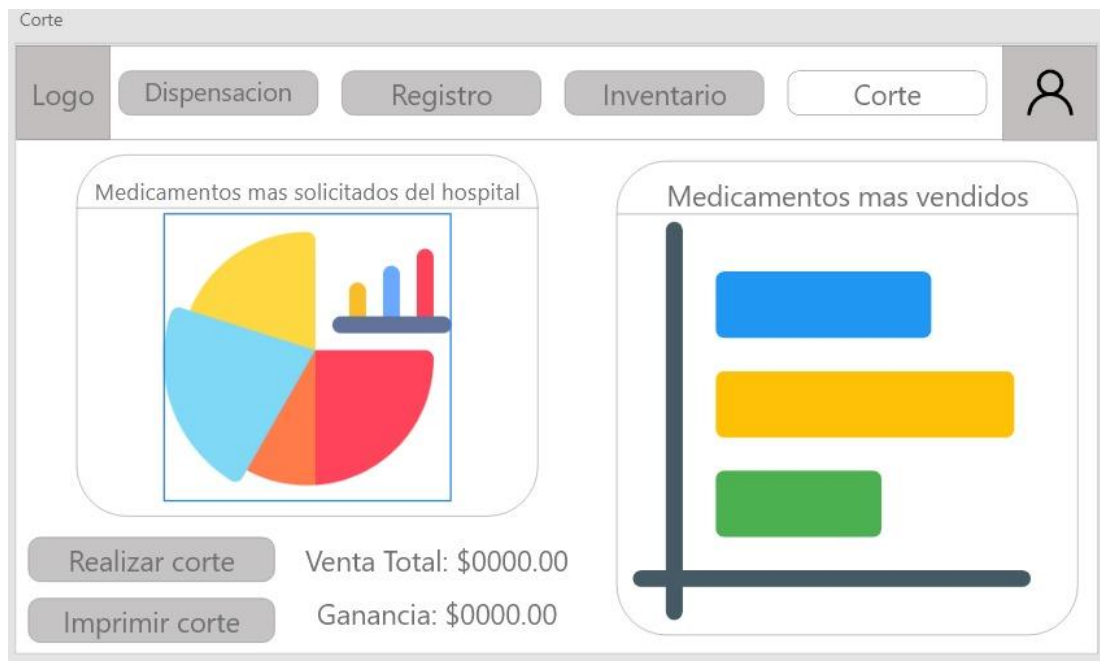 Corte
Logo
Dispensacion
Registro
Inventario
Corte
Medicamentos mas solicitados del hospital
Medicamentos mas vendidos
Realizar corte
Venta Total: $0000.00
Imprimir corte
Ganancia: $0000.00